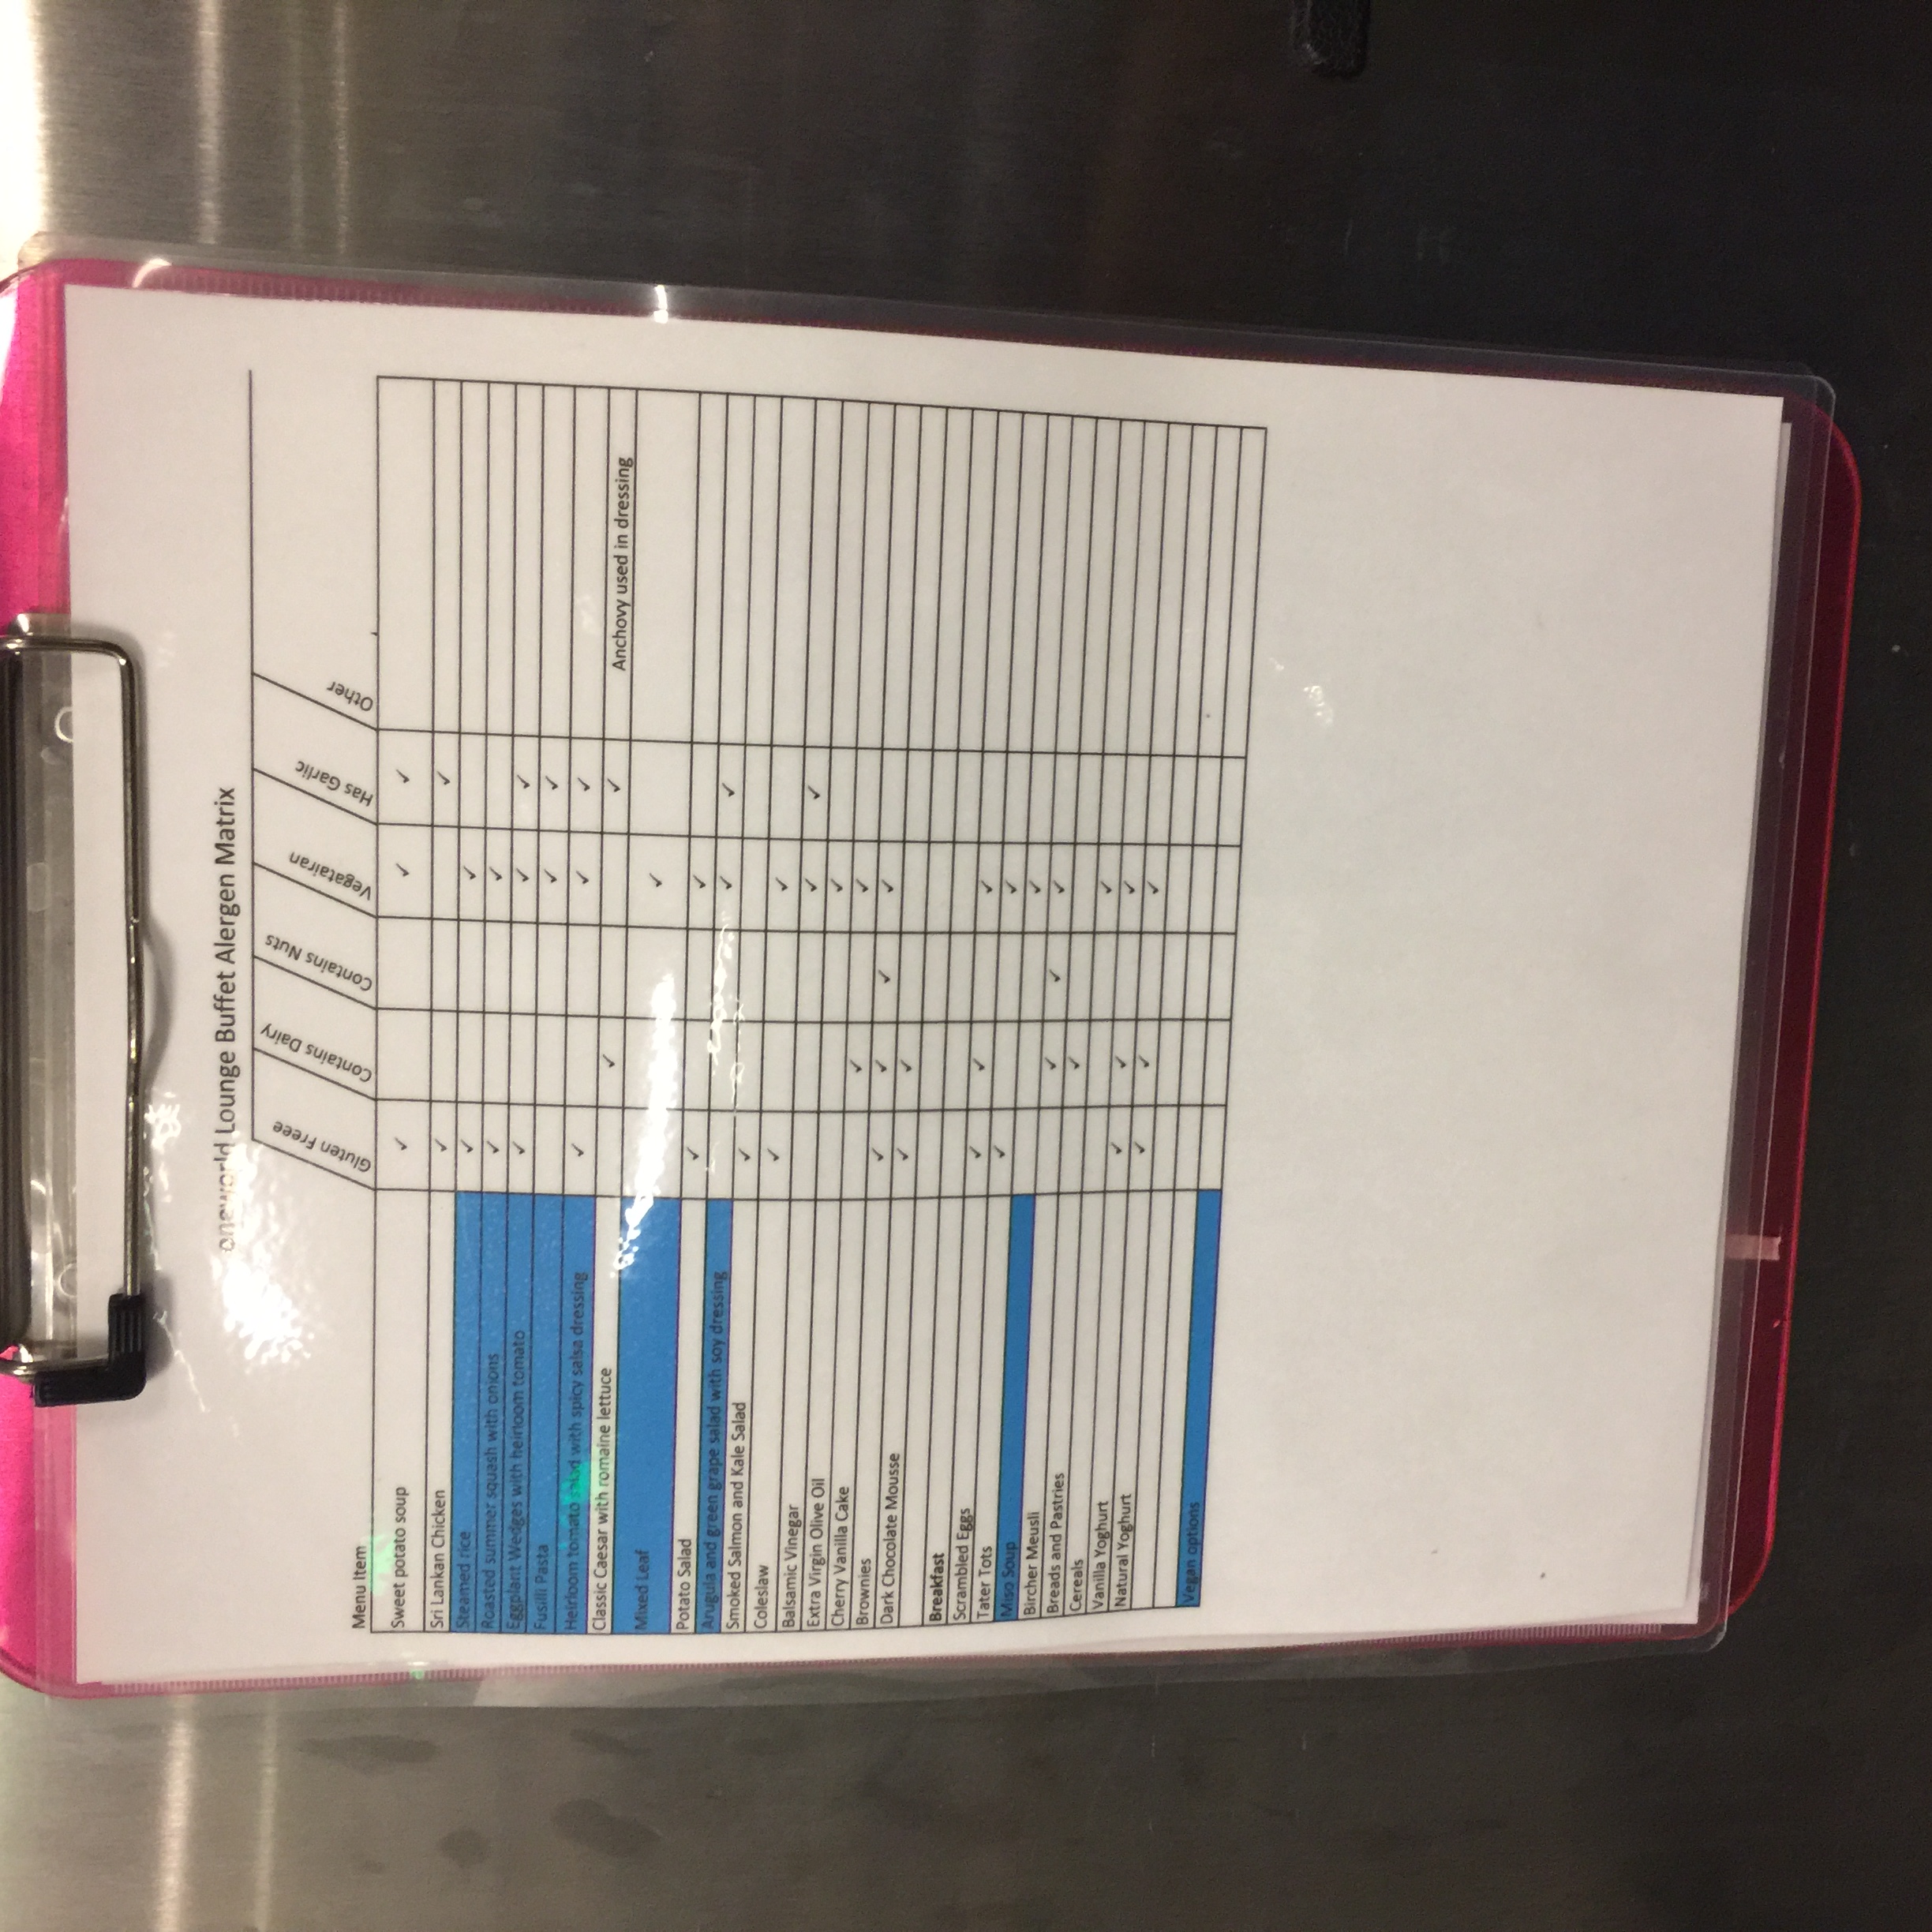 oneworld Lounge Buffet Alergen Matrix
Menu Item Gluten Freee Contains Dairy Contains Nuts Vegatairan Has Garlic Other
Sweet potato soup ✓ ✓ ✓
Sri Lankan Chicken ✓ ✓
Steamed rice ✓ ✓
Roasted summer squash with onions ✓ ✓
Eggplant Wedges with heirloom tomato ✓ ✓ ✓
Fusilli Pasta ✓ ✓
Heirloom tomato salad with spicy salsa dressing ✓ ✓ ✓
Classic Caesar with romaine lettuce ✓ ✓ Anchovy used in dressing
Mixed Leaf ✓
Potato Salad ✓ ✓
Arugula and green grape salad with soy dressing ✓ ✓
Smoked Salmon and Kale Salad ✓
Coleslaw ✓ ✓
Balsamic Vinegar ✓ ✓
Extra Virgin Olive Oil ✓
Cherry Vanilla Cake ✓ ✓
Brownies ✓ ✓ ✓ ✓
Dark Chocolate Mousse ✓ ✓
Breakfast
Scrambled Eggs ✓ ✓ ✓
Tater Tots ✓ ✓
Miso Soup ✓
Bircher Meusli ✓ ✓ ✓
Breads and Pastries ✓
Cereals ✓
Vanilla Yoghurt ✓ ✓ ✓
Natural Yoghurt ✓ ✓ ✓
Vegan options